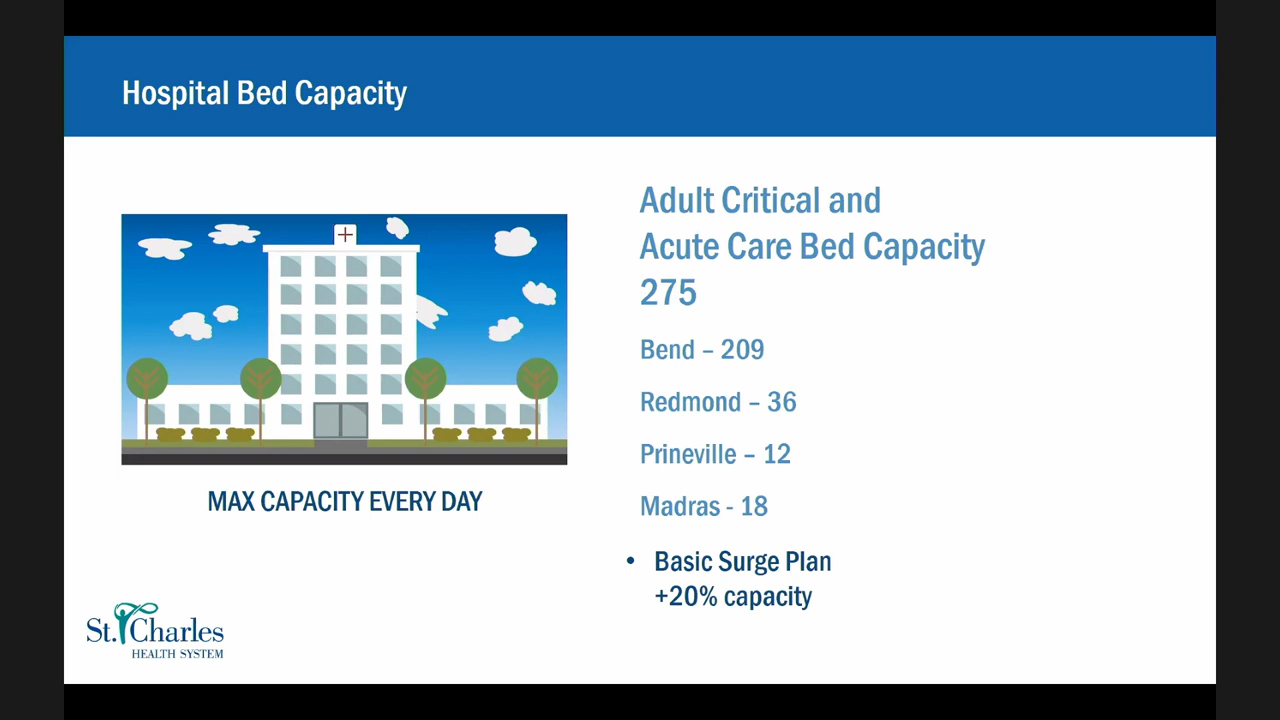 Hospital Bed Capacity
Adult Critical and
Acute Care Bed Capacity
275
Bend – 209
Redmond – 36
Prineville – 12
Madras - 18
• Basic Surge Plan
+20% capacity
MAX CAPACITY EVERY DAY
St. Charles
HEALTH SYSTEM